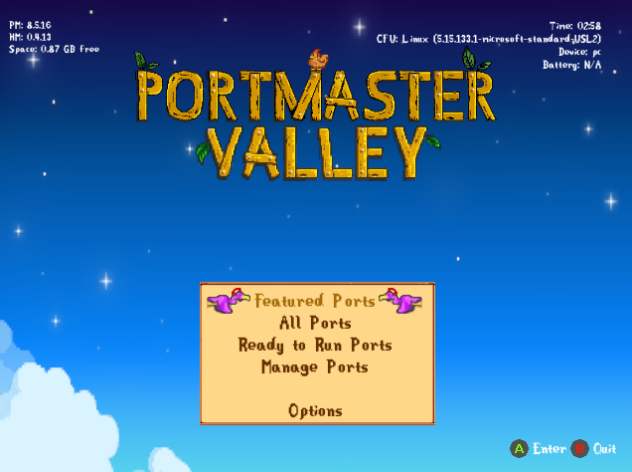 PM: 8.5.16
HM: 0.4.13
Space: 0.87 GB free
Time: 02:58
CFU: Linux (5.15.133.1-microsoft-standard-WSL2)
Device: pc
Battery: N/A
PORTMASTER
VALLEY
Featured Ports
All Ports
Ready to Run Ports
Manage Ports
Options
A Enter B Quit